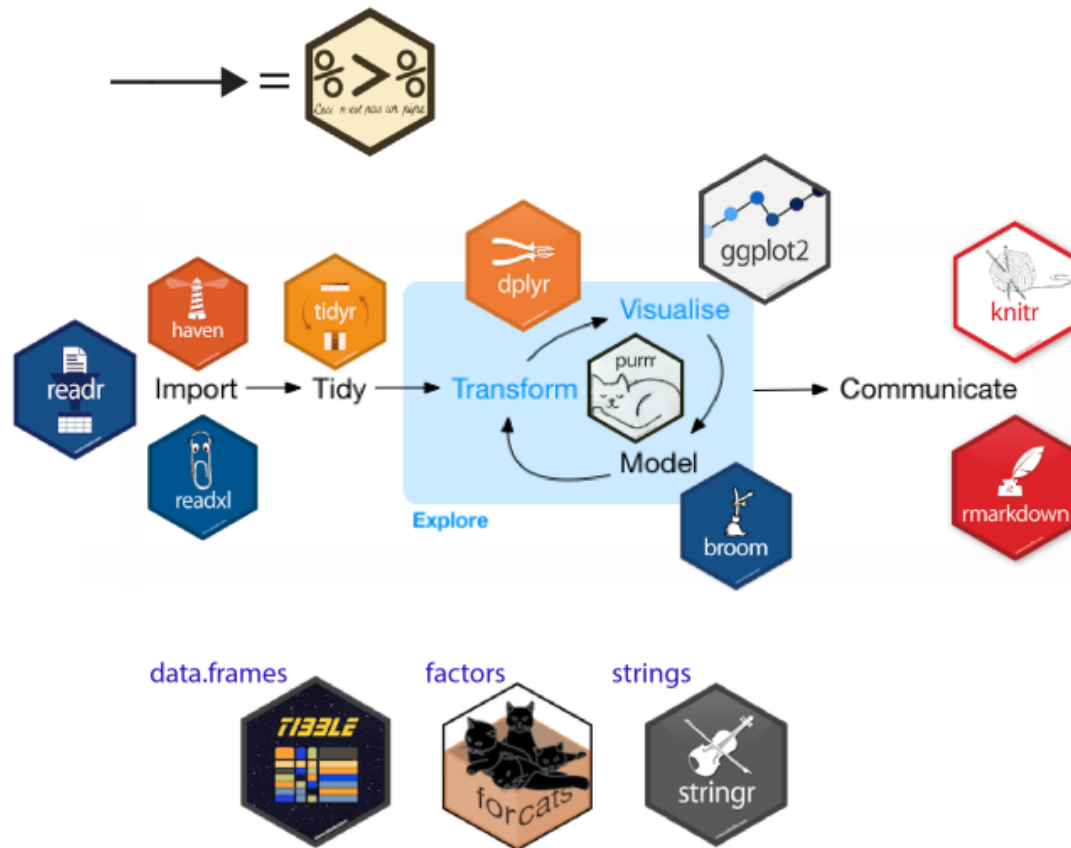 = %>%
Ceci n'est pas un pipe
ggplot2
dplyr
knitr
haven
tidyr
Visualise
purrr
readr
Import
Tidy
Transform
Communicate
readxl
Model
Explore
broom
rmarkdown
data.frames
factors
strings
TIBBLE
forcats
stringr